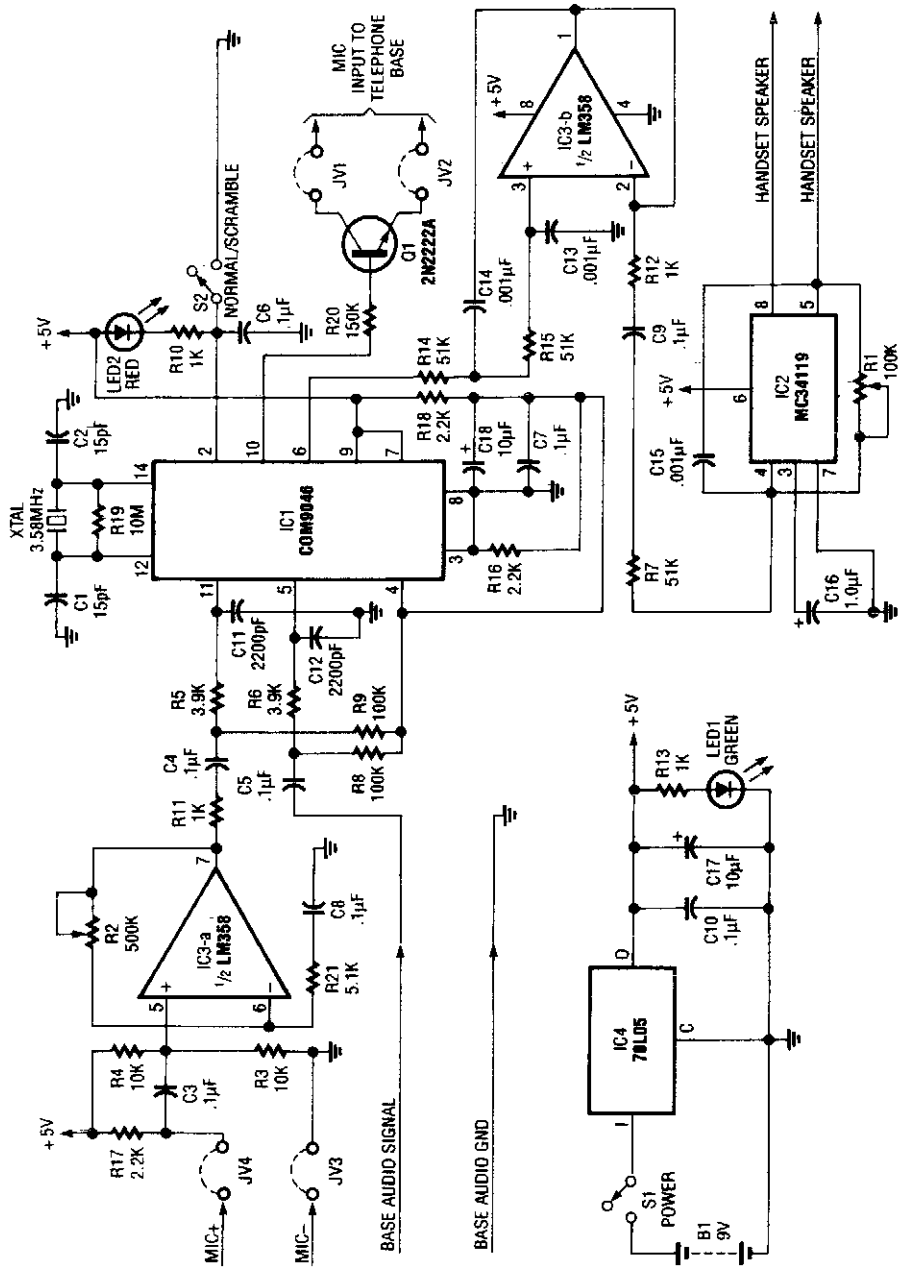 XTAL
3.58MHz
C1
15pF
C2
15pF
R19
10M
12
14
+5V
LED2
RED
R10
1K
S2
NORMAL/SCRAMBLE
C6
.1µF
JV1
JV2
MIC
INPUT TO
TELEPHONE
BASE
Q1
2N2222A
R20
150K
IC1
COM9046
11
5
4
2
10
6
9
7
3
8
R5
3.9K
C11
2200pF
R6
3.9K
C12
2200pF
R9
100K
R8
100K
C4
.1µF
C5
.1µF
R11
1K
R2
500K
IC3-a
1/2 LM358
5
+
6
−
7
C8
.1µF
R21
5.1K
+5V
R4
10K
R17
2.2K
C3
.1µF
R3
10K
JV4
JV3
MIC+
MIC−
BASE AUDIO SIGNAL
BASE AUDIO GND
R14
51K
R18
2.2K
C18
10µF
+
C7
.1µF
R16
2.2K
R15
51K
C14
.001µF
C13
.001µF
+5V
IC3-b
1/2 LM358
3
+
2
−
8
4
1
R12
1K
C9
.1µF
R7
51K
C15
.001µF
+5V
6
IC2
MC34119
4
3
7
8
5
R1
100K
C16
1.0µF
+
HANDSET SPEAKER
HANDSET SPEAKER
S1
POWER
B1
9V
I
IC4
78L05
O
C
C10
.1µF
C17
10µF
+
+5V
R13
1K
LED1
GREEN